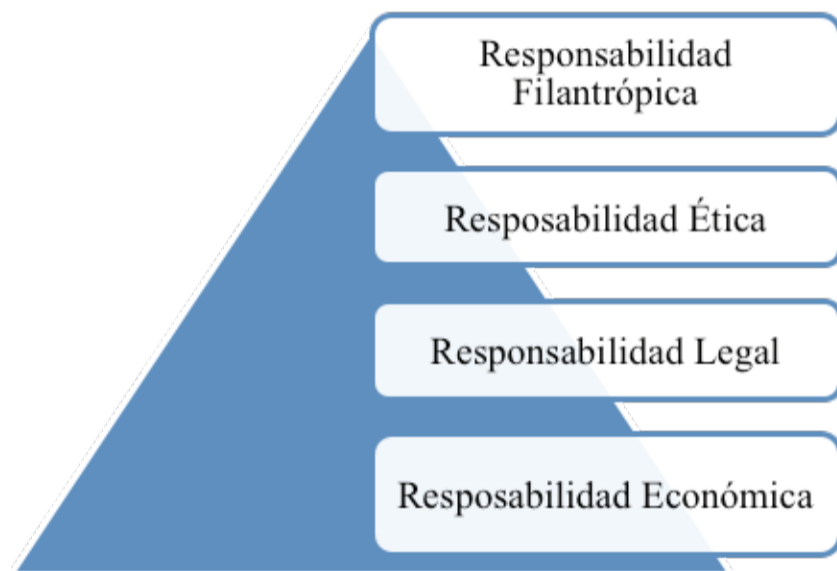 Responsabilidad
Filantrópica
Resposabilidad Ética
Responsabilidad Legal
Resposabilidad Económica